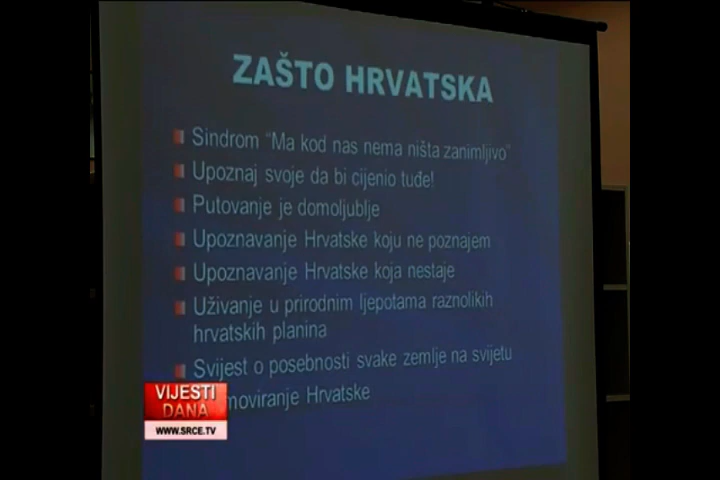 ZAŠTO HRVATSKA
Sindrom “Ma kod nas nema ništa zanimljivo”
Upoznaj svoje da bi cijenio tuđe!
Putovanje je domoljublje
Upoznavanje Hrvatske koju ne poznajem
Upoznavanje Hrvatske koja nestaje
Uživanje u prirodnim ljepotama raznolikih
hrvatskih planina
Svijest o posebnosti svake zemlje na svijetu
Hrvatske
VIJESTI
DANA
WWW.SRCE.TV